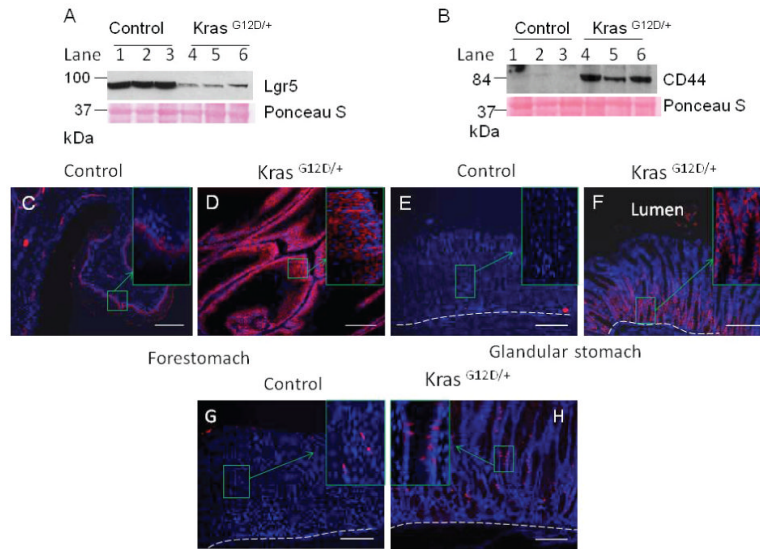 A
B
Control
Kras G12D/+
Control
Kras G12D/+
Lane 1 2 3 4 5 6
Lane 1 2 3 4 5 6
100
Lgr5
84
CD44
37
Ponceau S
37
Ponceau S
kDa
kDa
Control
Kras G12D/+
Control
Kras G12D/+
C
D
E
F
Lumen
Forestomach
Glandular stomach
Control
Kras G12D/+
G
H